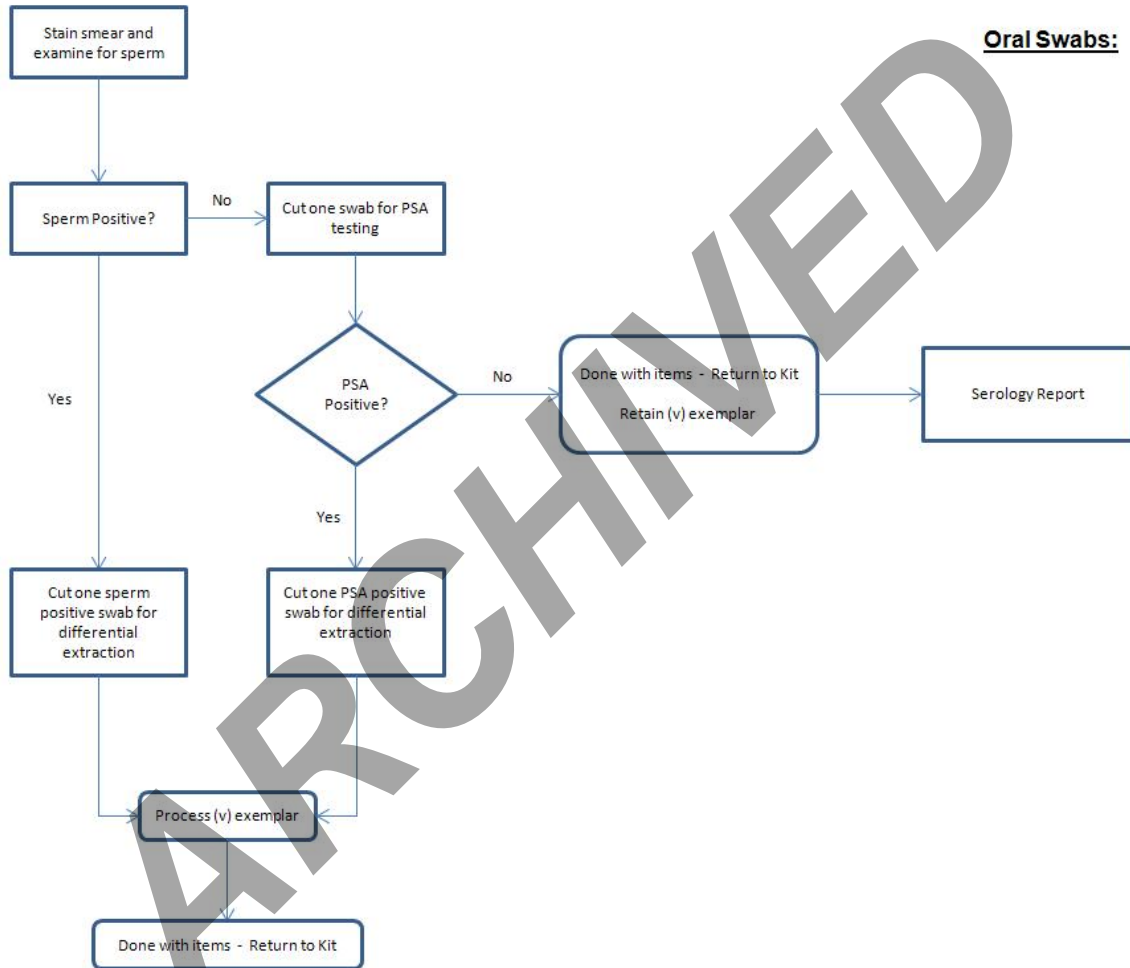 Oral Swabs:
Stain smear and
examine for sperm
Sperm Positive?
No
Cut one swab for PSA
testing
PSA
Positive?
No
Done with items - Return to Kit
Retain (v) exemplar
Serology Report
Yes
Yes
Cut one sperm
positive swab for
differential
extraction
Cut one PSA positive
swab for differential
extraction
Process (v) exemplar
Done with items - Return to Kit
ARCHIVED